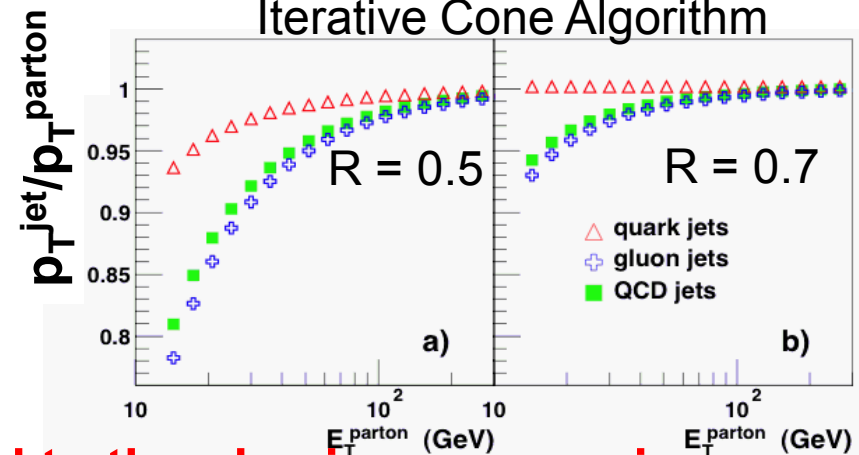 Iterative Cone Algorithm
p_T^jet/p_T^parton
1
0.95
0.9
0.85
0.8
R = 0.5
a)
10
10^2
10
E_T^parton (GeV)
R = 0.7
quark jets
gluon jets
QCD jets
b)
10^2
E_T^parton (GeV)